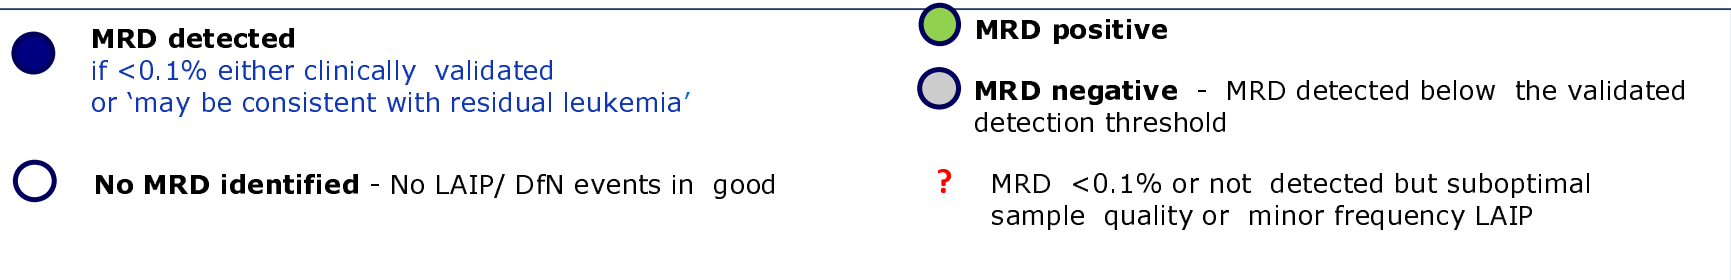 MRD detected
if <0.1% either clinically validated
or ‘may be consistent with residual leukemia’
No MRD identified - No LAIP/ DfN events in good
MRD positive
MRD negative - MRD detected below the validated
detection threshold
? MRD <0.1% or not detected but suboptimal
sample quality or minor frequency LAIP